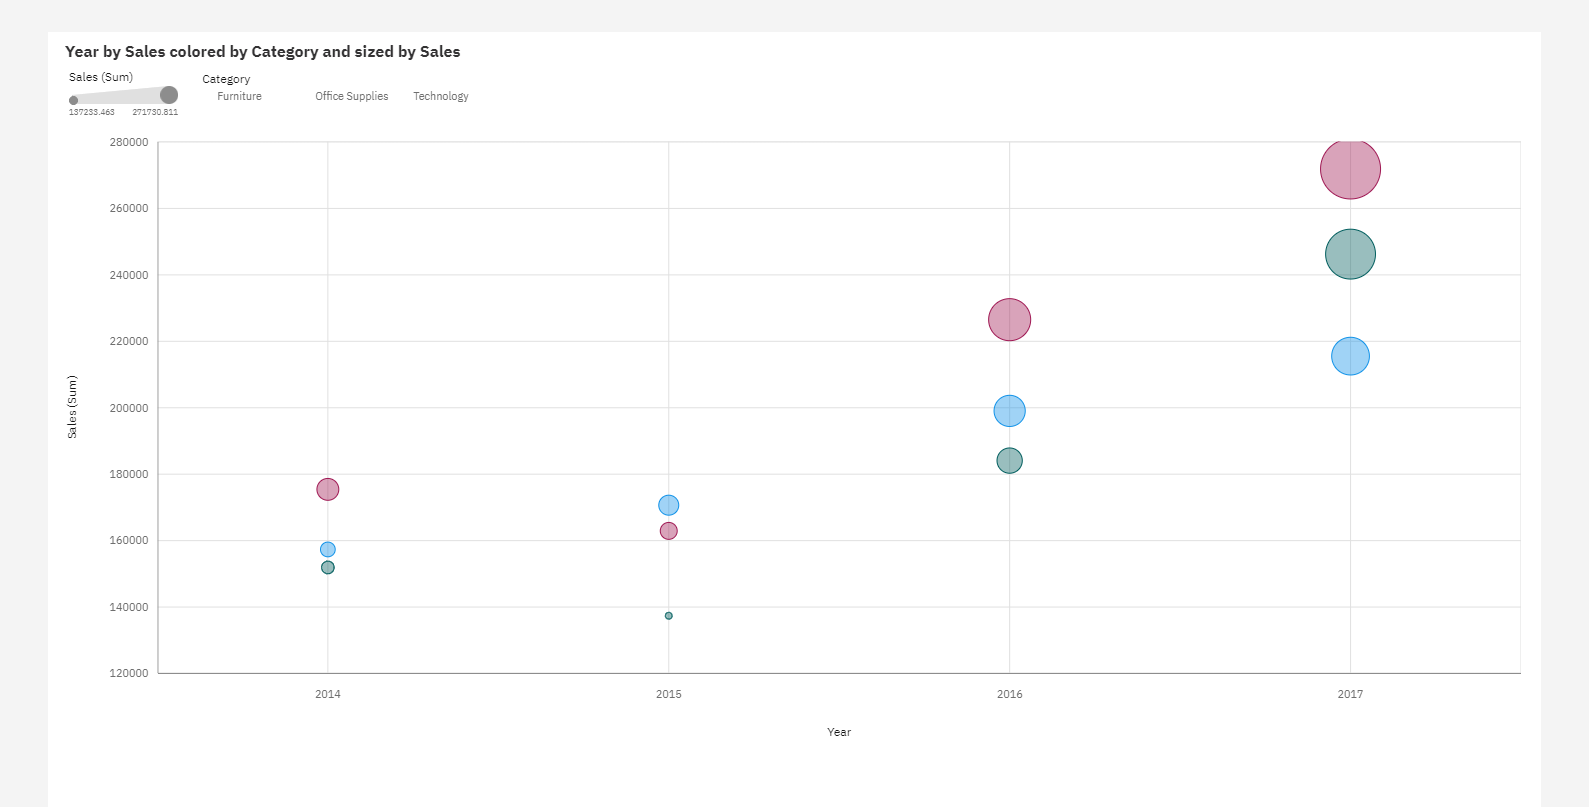 Year by Sales colored by Category and sized by Sales
Sales (Sum)
137233.463 271730.811
Category
Furniture Office Supplies Technology
280000
260000
240000
220000
200000
180000
160000
140000
120000
Sales (Sum)
2014 2015 2016 2017
Year